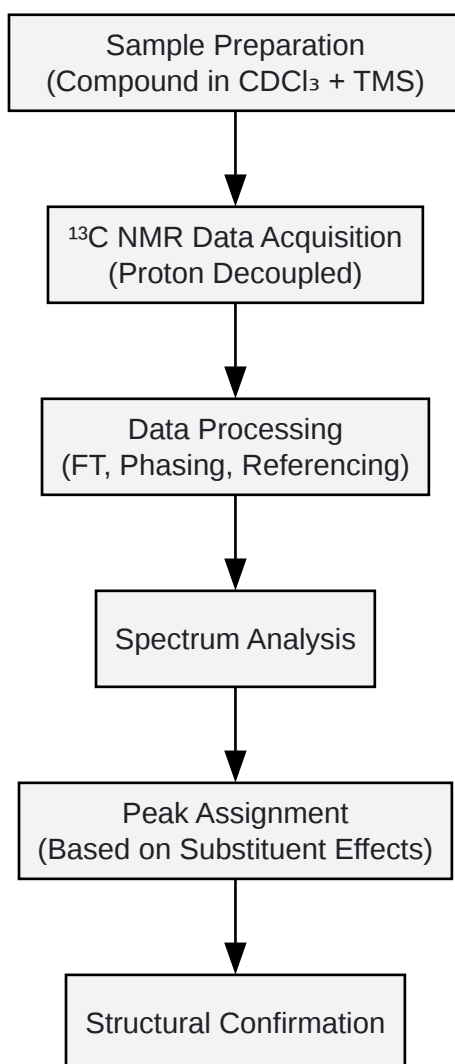 Sample Preparation
(Compound in CDCl₃ + TMS)
¹³C NMR Data Acquisition
(Proton Decoupled)
Data Processing
(FT, Phasing, Referencing)
Spectrum Analysis
Peak Assignment
(Based on Substituent Effects)
Structural Confirmation